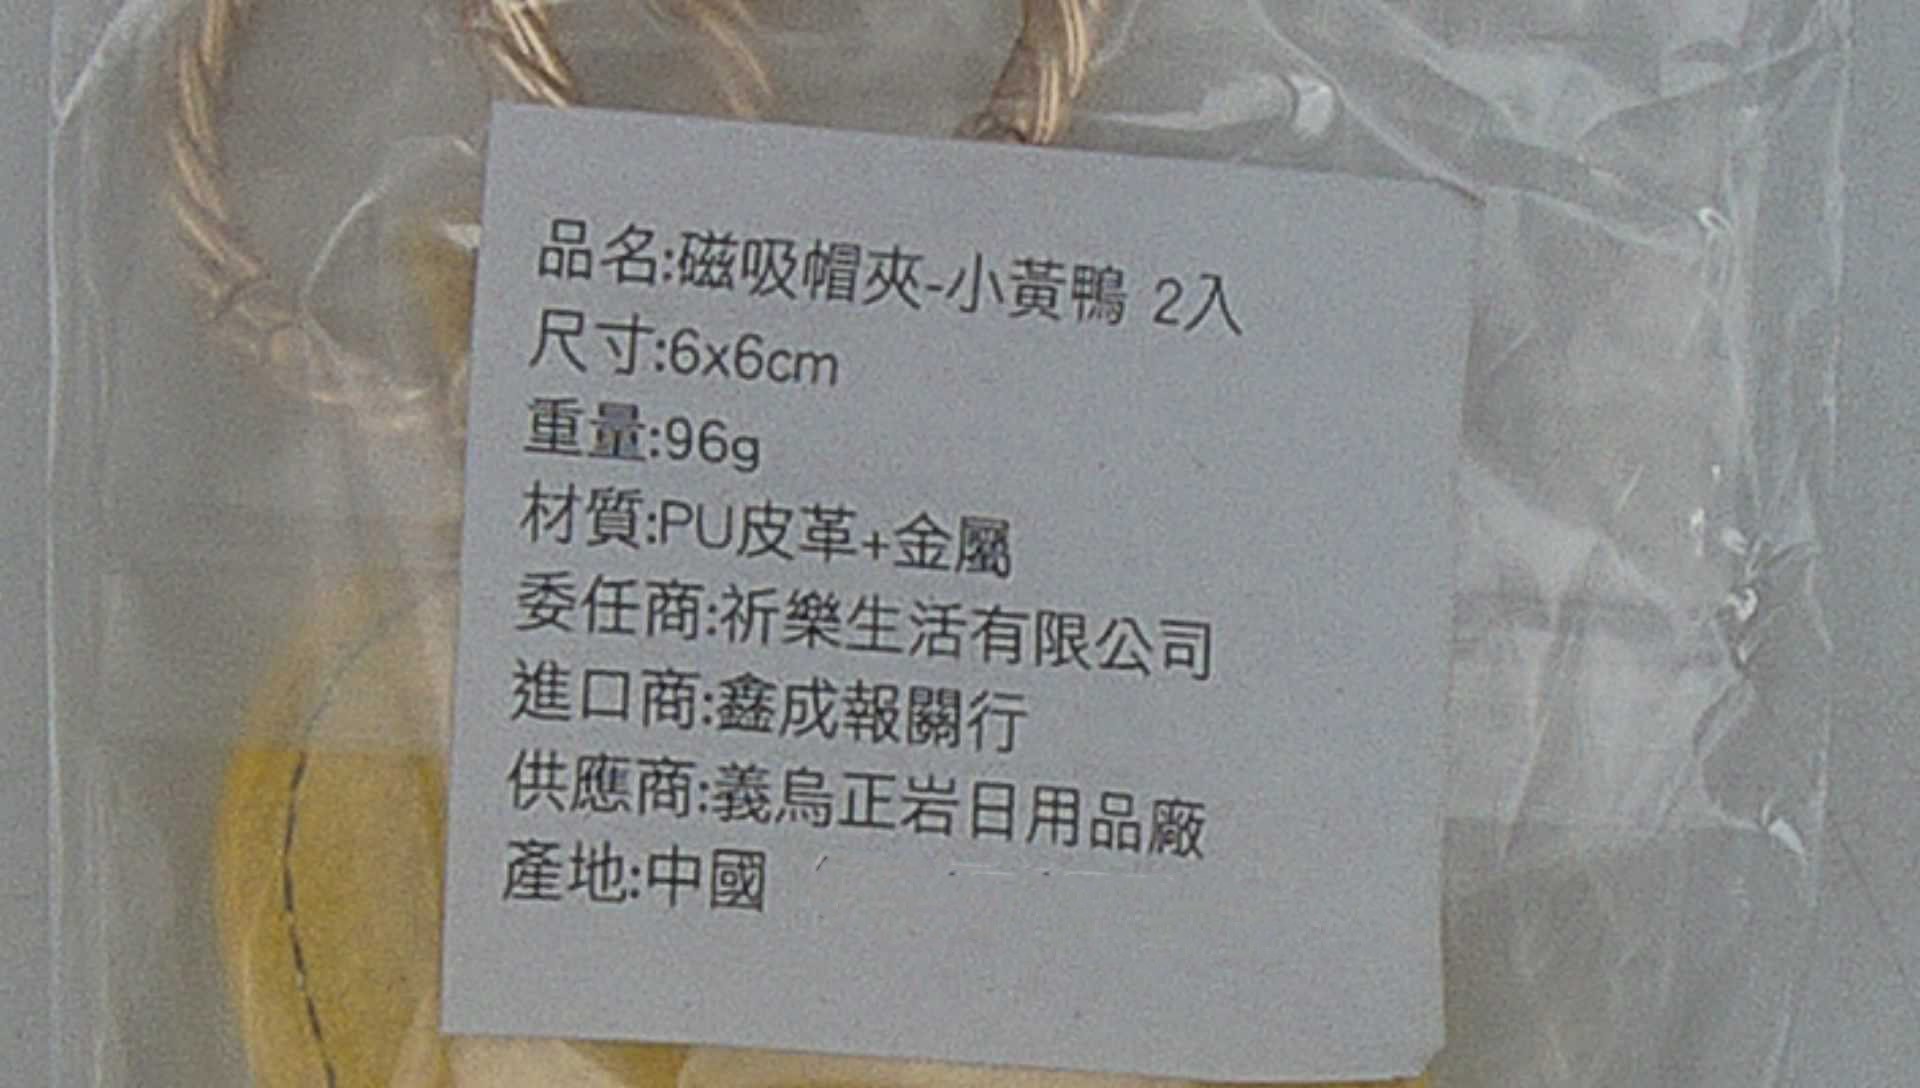 品名:磁吸帽夾-小黃鴨 2入
尺寸:6x6cm
重量:96g
材質:PU皮革+金屬
委任商:祈樂生活有限公司
進口商:鑫成報關行
供應商:義烏正岩日用品廠
產地:中國